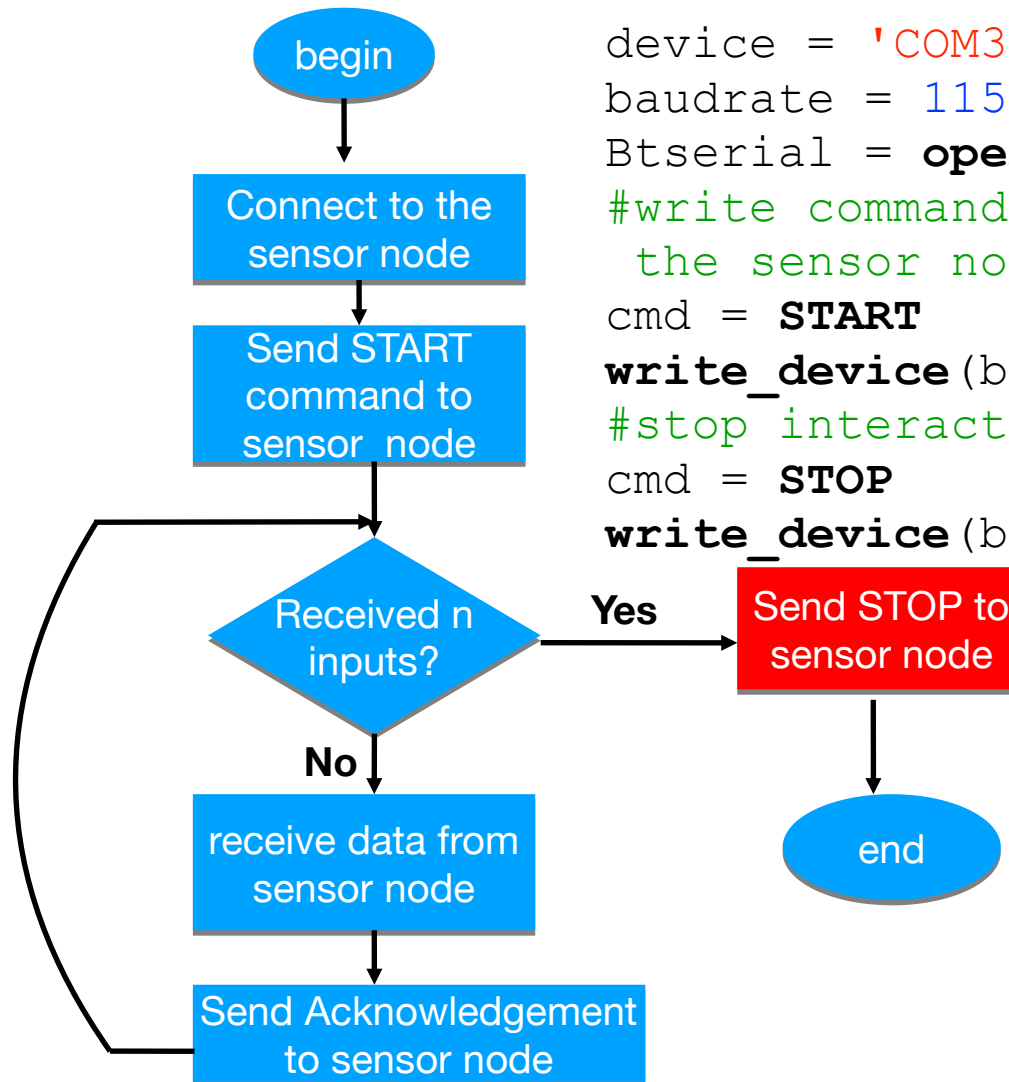 begin
Connect to the
sensor node
Send START
command to
sensor node
Received n
inputs?
Yes
No
receive data from
sensor node
Send Acknowledgement
to sensor node
Send STOP to
sensor node
end
device = 'COM3
baudrate = 115
Btserial = ope
#write command
the sensor no
cmd = START
write_device(b
#stop interact
cmd = STOP
write_device(b